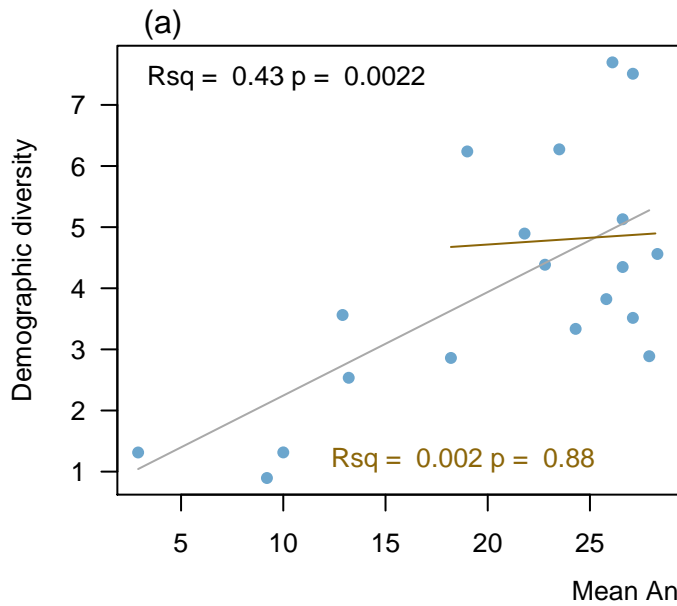 (a)
Rsq = 0.43 p = 0.0022
7
6
5
4
3
2
1
Demographic diversity
Rsq = 0.002 p = 0.88
5 10 15 20 25
Mean An